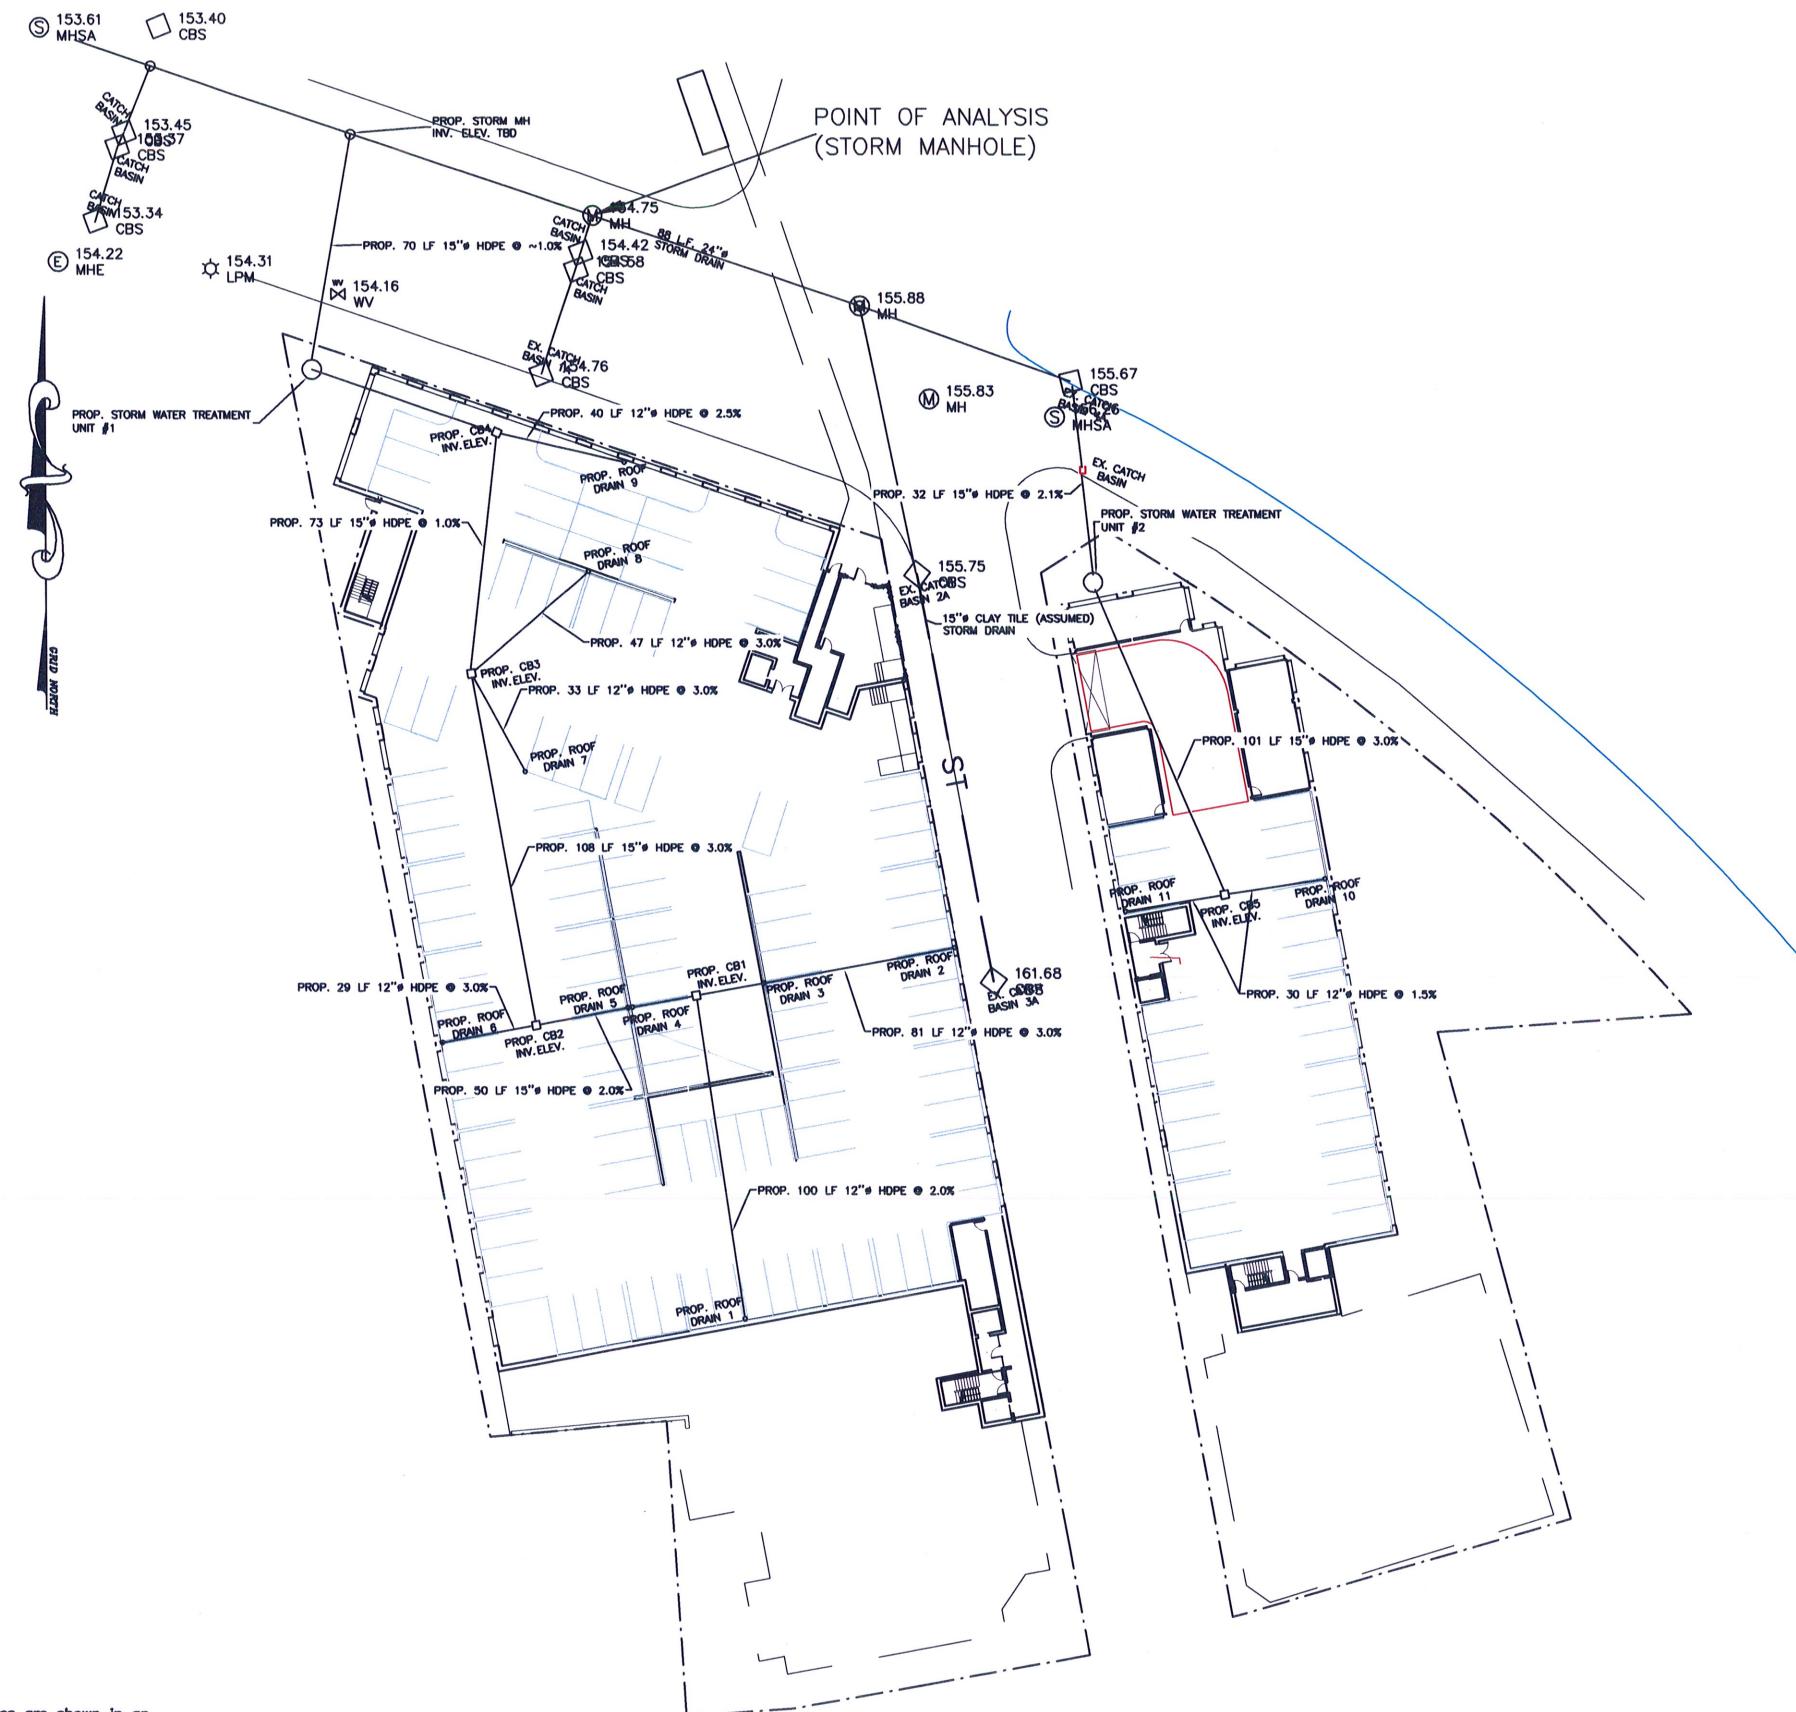 153.61
MHSA
153.40
CBS
CATCH
BASIN
153.45
CBS
CBS
CATCH
BASIN
CATCH
BASIN
153.34
CBS
154.22
MHE
154.31
LPM
PROP. STORM MH
INV. ELEV. TBD
POINT OF ANALYSIS
(STORM MANHOLE)
154.75
MH
CATCH
BASIN
154.42
CBS
CATCH
BASIN
88 L.F. 24"ø
STORM DRAIN
PROP. 70 LF 15"ø HDPE @ ~1.0%
WV
154.16
WV
155.88
MH
EX. CATCH
BASIN
154.76
CBS
155.67
CBS
155.83
MH
EX. CATCH
MHSA
GRID NORTH
PROP. STORM WATER TREATMENT
UNIT #1
PROP. 40 LF 12"ø HDPE @ 2.5%
PROP. CB4
INV.ELEV.
PROP. ROOF
DRAIN 9
EX. CATCH
BASIN
PROP. 32 LF 15"ø HDPE @ 2.1%
PROP. STORM WATER TREATMENT
UNIT #2
PROP. 73 LF 15"ø HDPE @ 1.0%
PROP. ROOF
DRAIN 8
155.75
CBS
EX. CATCH
BASIN 2A
15"ø CLAY TILE (ASSUMED)
STORM DRAIN
PROP. 47 LF 12"ø HDPE @ 3.0%
PROP. CB3
INV.ELEV.
PROP. 33 LF 12"ø HDPE @ 3.0%
PROP. ROOF
DRAIN 7
ST
PROP. 101 LF 15"ø HDPE @ 3.0%
PROP. 108 LF 15"ø HDPE @ 3.0%
PROP. ROOF
DRAIN 11
PROP. CB5
INV.ELEV.
PROP. ROOF
DRAIN 10
PROP. CB1
INV.ELEV.
PROP. ROOF
DRAIN 2
161.68
EX. CATCH
BASIN 3A
PROP. 29 LF 12"ø HDPE @ 3.0%
PROP. ROOF
DRAIN 5
PROP. ROOF
DRAIN 3
PROP. 30 LF 12"ø HDPE @ 1.5%
PROP. ROOF
DRAIN 6
PROP. ROOF
DRAIN 4
PROP. CB2
INV.ELEV.
PROP. 81 LF 12"ø HDPE @ 3.0%
PROP. 50 LF 15"ø HDPE @ 2.0%
PROP. 100 LF 12"ø HDPE @ 2.0%
PROP. ROOF
DRAIN 1